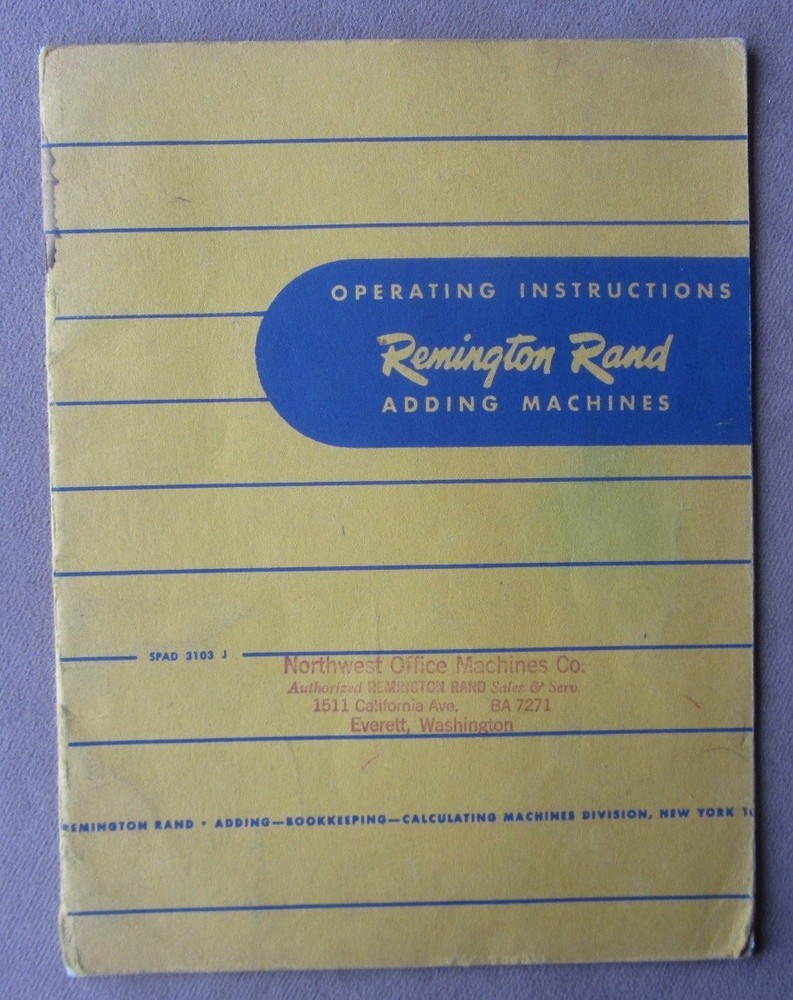 OPERATING INSTRUCTIONS
Remington Rand
ADDING MACHINES
SPAD 3103 J
Northwest Office Machines Co.
Authorized REMINGTON RAND Sales & Serv.
1511 California Ave. BA 7271
Everett, Washington
REMINGTON RAND • ADDING—BOOKKEEPING—CALCULATING MACHINES DIVISION, NEW YORK 10